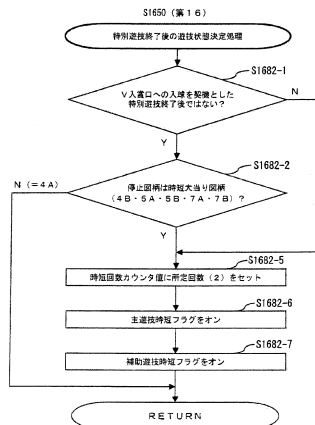 S1650 (第16)
特別遊技終了後の遊技状態決定処理
S1682-1
V入賞口への入球を契機とした
特別遊技終了後ではない?
N
Y
S1682-2
N (=4A)
停止図柄は時短大当り図柄
(4B・5A・5B・7A・7B)?
Y
S1682-5
時短回数カウンタ値に所定回数(2)をセット
S1682-6
主遊技時短フラグをオン
S1682-7
補助遊技時短フラグをオン
RETURN